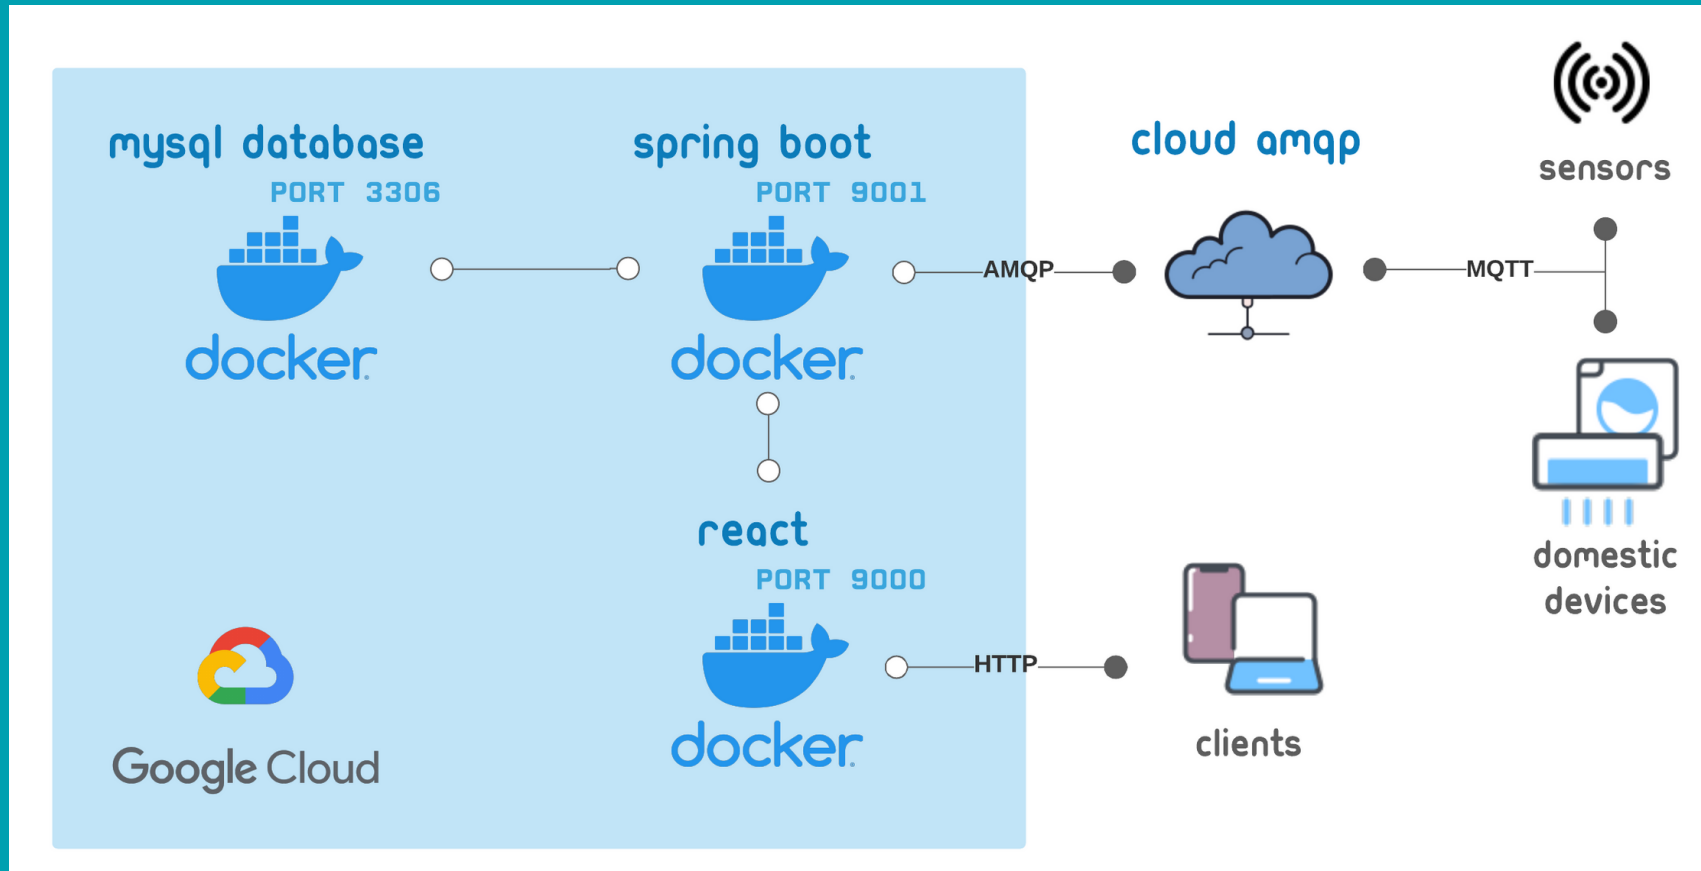 mysql database
PORT 3306
docker
spring boot
PORT 9001
docker
AMQP
cloud amqp
MQTT
sensors
domestic
devices
react
PORT 9000
docker
HTTP
clients
Google Cloud